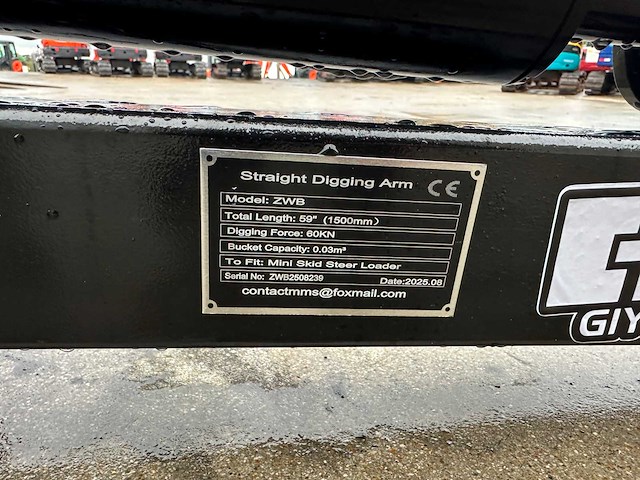 Straight Digging Arm CE
Model: ZWB
Total Length: 59" (1500mm)
Digging Force: 60KN
Bucket Capacity: 0.03m³
To Fit: Mini Skid Steer Loader
Serial No: ZWB2508239 Date:2025.08
contactmms@foxmail.com
GIY